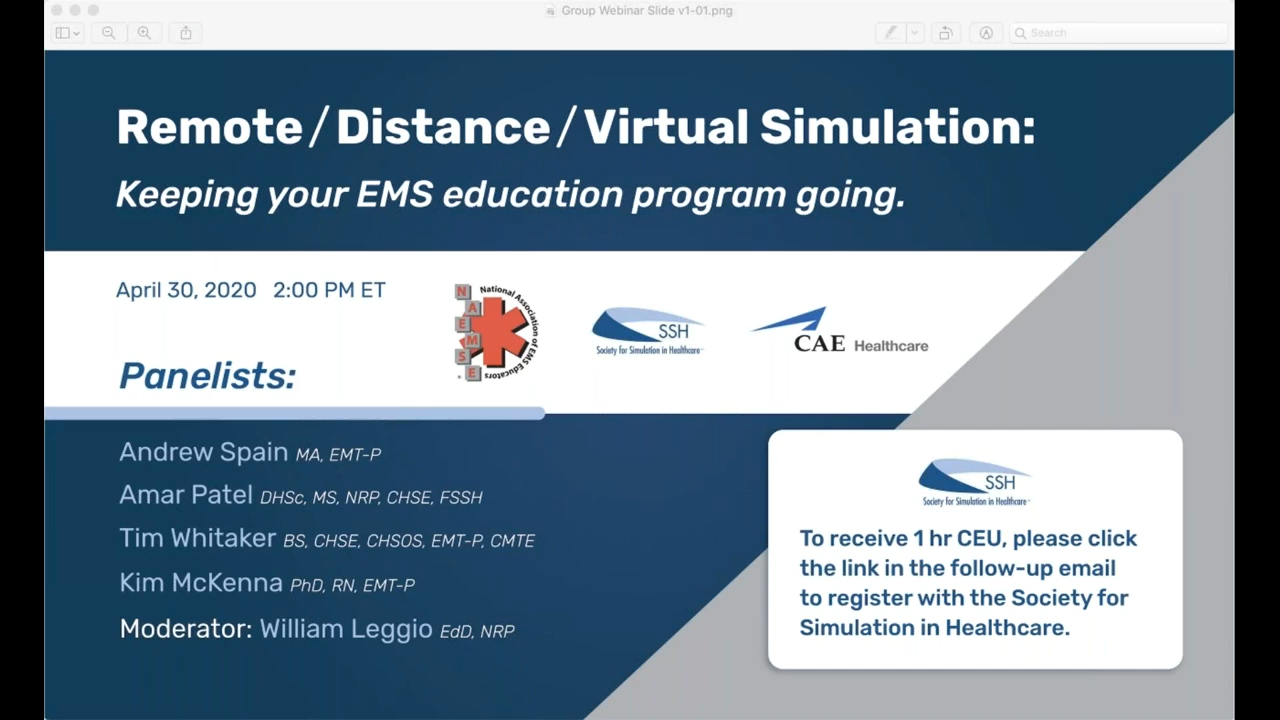 Group Webinar Slide v1-01.png
Search
Remote/Distance/Virtual Simulation:
Keeping your EMS education program going.
April 30, 2020 2:00 PM ET
NAEMSE
National Association of EMS Educators
SSH
Society for Simulation in Healthcare
CAE Healthcare
Panelists:
Andrew Spain MA, EMT-P
Amar Patel DHSc, MS, NRP, CHSE, FSSH
Tim Whitaker BS, CHSE, CHSOS, EMT-P, CMTE
Kim McKenna PhD, RN, EMT-P
Moderator: William Leggio EdD, NRP
SSH
Society for Simulation in Healthcare
To receive 1 hr CEU, please click
the link in the follow-up email
to register with the Society for
Simulation in Healthcare.